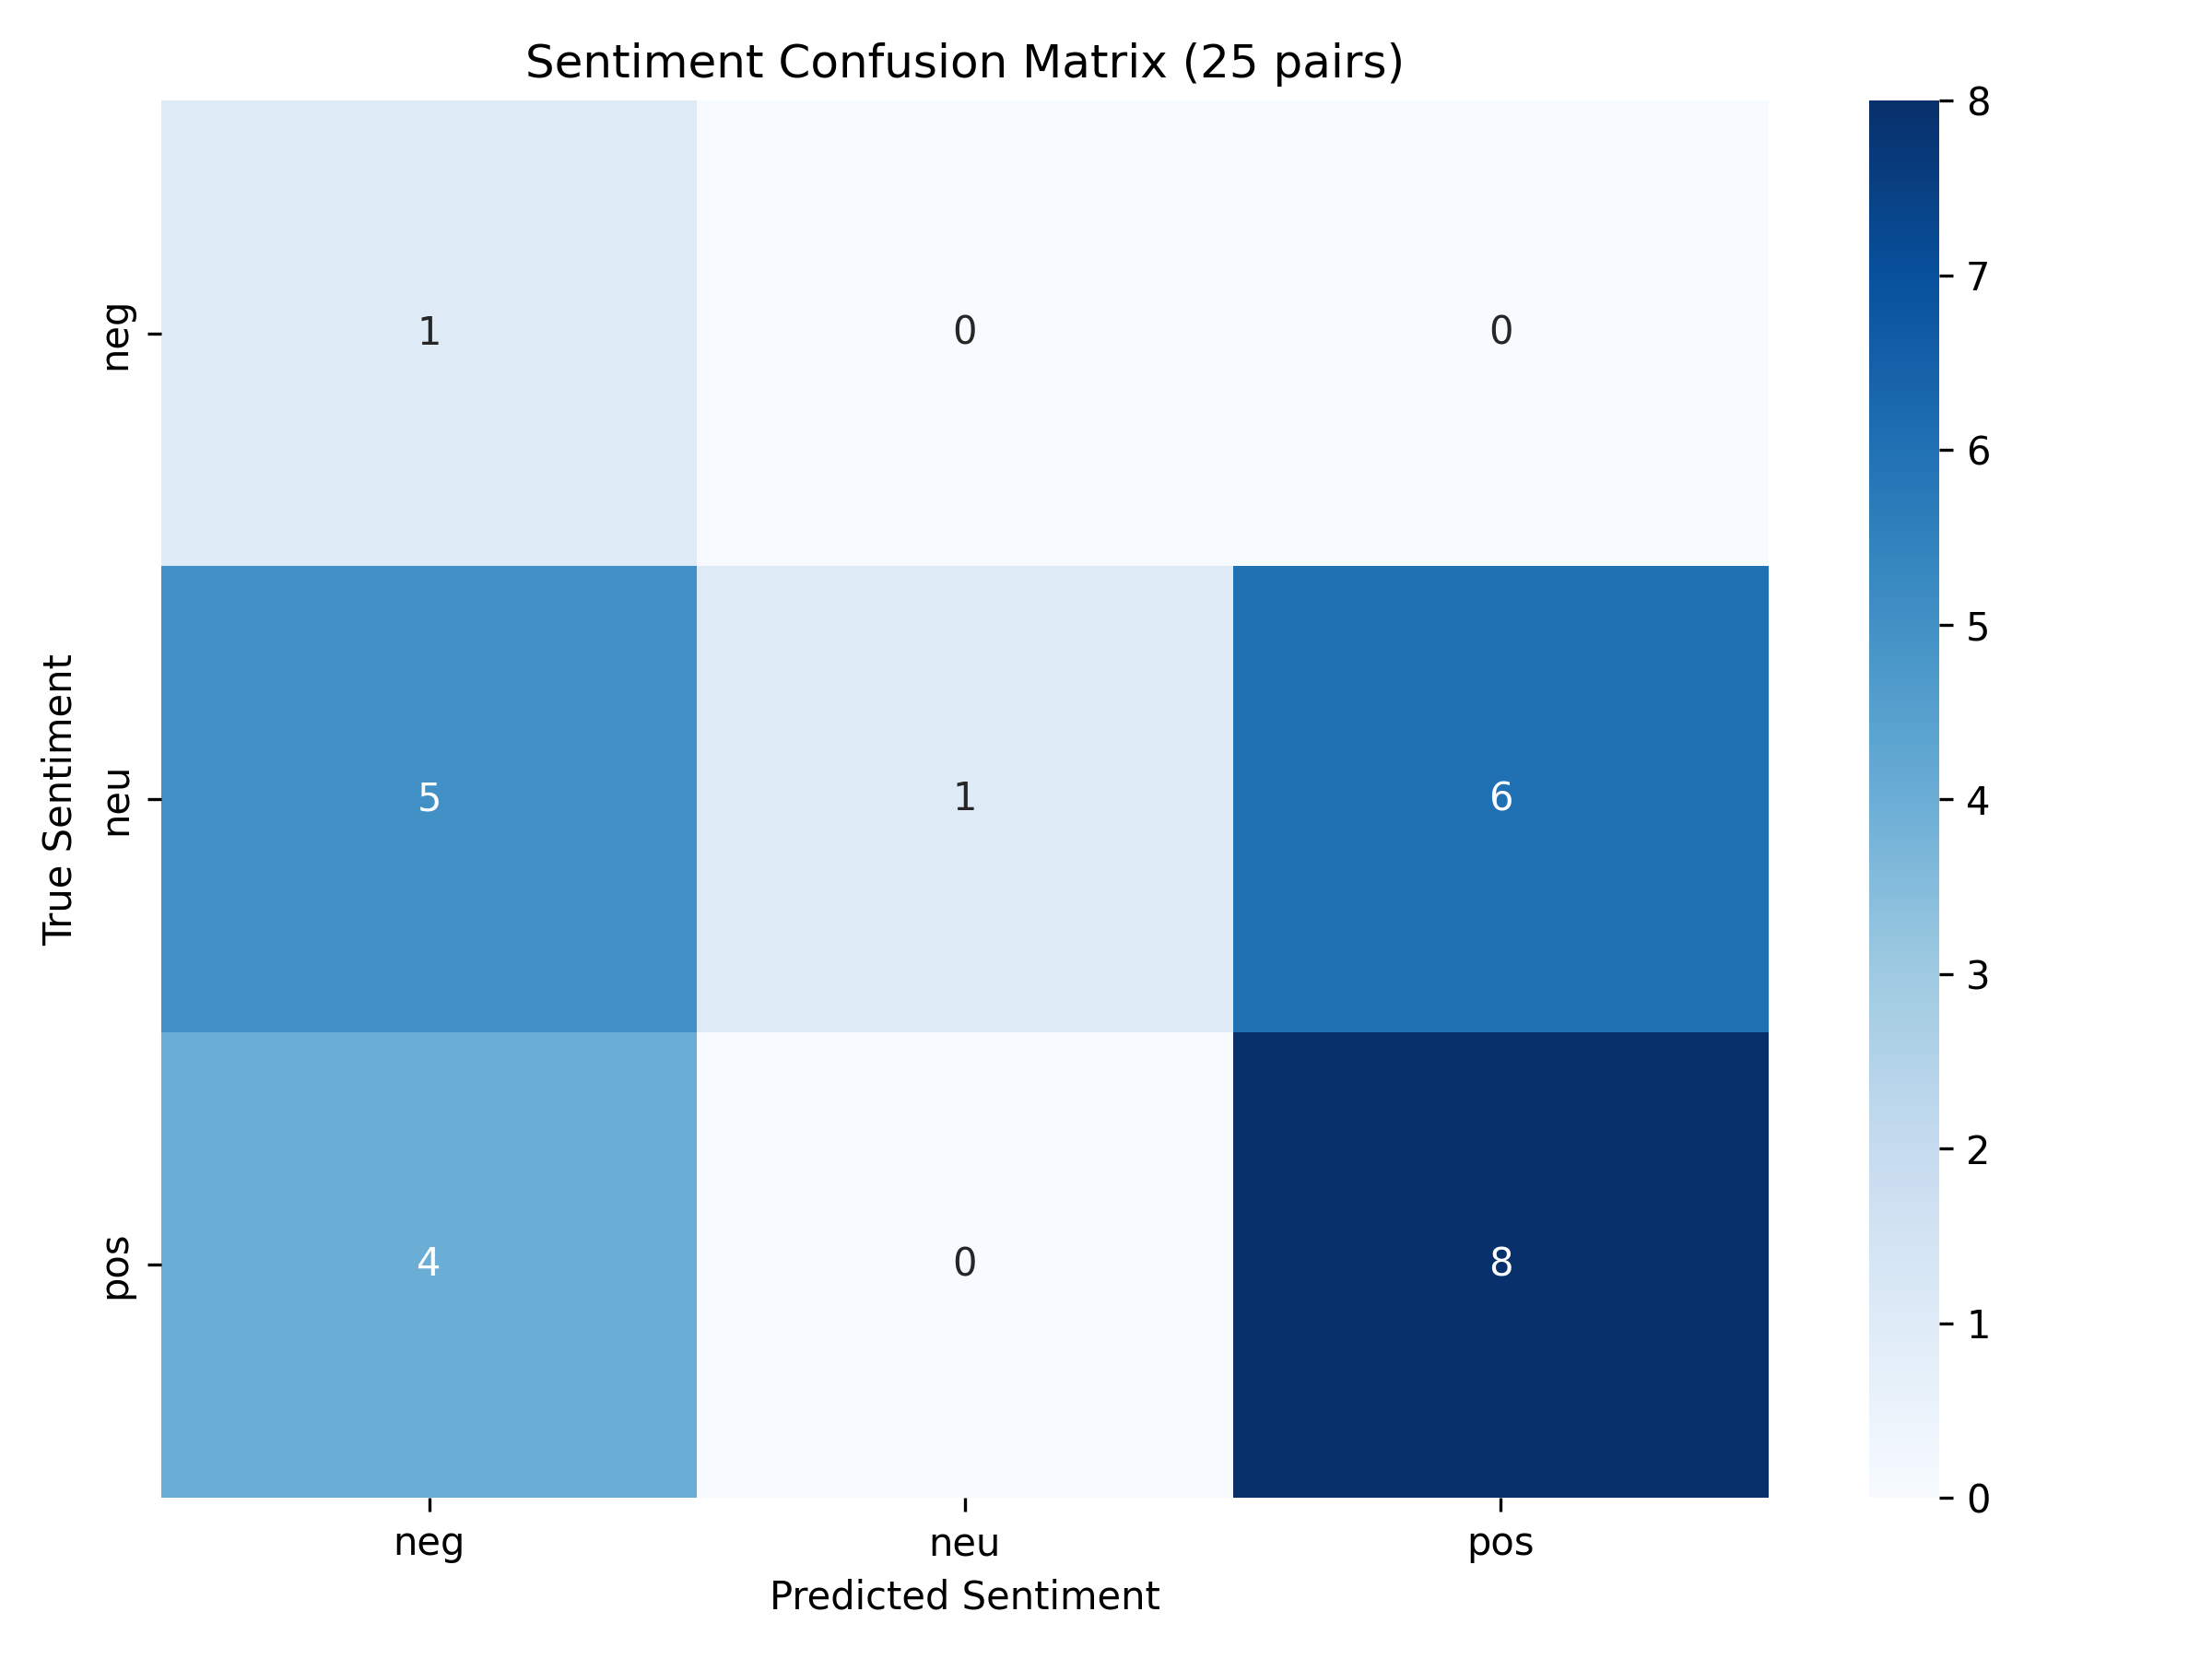 Sentiment Confusion Matrix (25 pairs)
True Sentiment
neg
1
0
0
neu
5
1
6
pos
4
0
8
neg
neu
pos
Predicted Sentiment
8
7
6
5
4
3
2
1
0